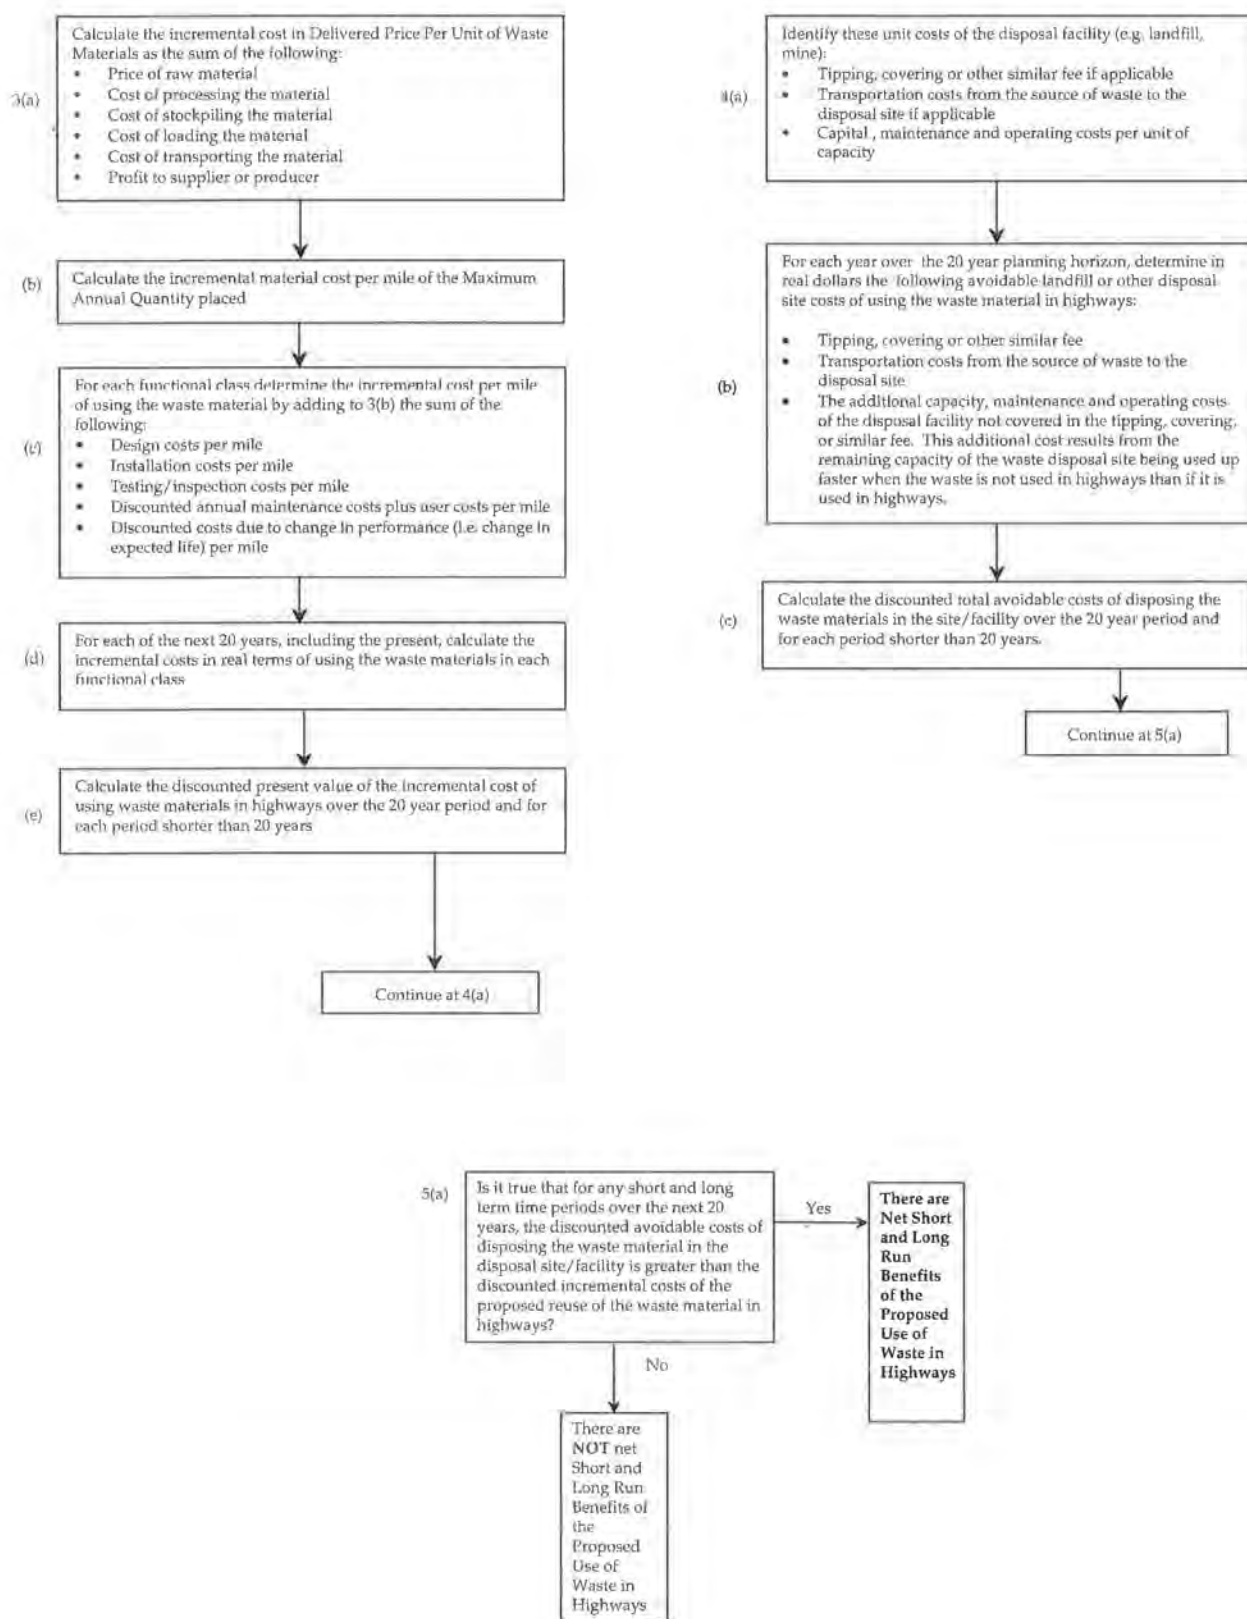 3(a)
Calculate the incremental cost in Delivered Price Per Unit of Waste
Materials as the sum of the following:
• Price of raw material
• Cost of processing the material
• Cost of stockpiling the material
• Cost of loading the material
• Cost of transporting the material
• Profit to supplier or producer
(b)
Calculate the incremental material cost per mile of the Maximum
Annual Quantity placed
(c)
For each functional class determine the incremental cost per mile
of using the waste material by adding to 3(b) the sum of the
following:
• Design costs per mile
• Installation costs per mile
• Testing/inspection costs per mile
• Discounted annual maintenance costs plus user costs per mile
• Discounted costs due to change in performance (i.e. change in
expected life) per mile
(d)
For each of the next 20 years, including the present, calculate the
incremental costs in real terms of using the waste materials in each
functional class
(e)
Calculate the discounted present value of the incremental cost of
using waste materials in highways over the 20 year period and for
each period shorter than 20 years
Continue at 4(a)
4(a)
Identify these unit costs of the disposal facility (e.g. landfill,
mine):
• Tipping, covering or other similar fee if applicable
• Transportation costs from the source of waste to the
disposal site if applicable
• Capital , maintenance and operating costs per unit of
capacity
(b)
For each year over the 20 year planning horizon, determine in
real dollars the following avoidable landfill or other disposal
site costs of using the waste material in highways:
• Tipping, covering or other similar fee
• Transportation costs from the source of waste to the
disposal site
• The additional capacity, maintenance and operating costs
of the disposal facility not covered in the tipping, covering,
or similar fee. This additional cost results from the
remaining capacity of the waste disposal site being used up
faster when the waste is not used in highways than if it is
used in highways.
(c)
Calculate the discounted total avoidable costs of disposing the
waste materials in the site/facility over the 20 year period and
for each period shorter than 20 years.
Continue at 5(a)
5(a)
Is it true that for any short and long
term time periods over the next 20
years, the discounted avoidable costs of
disposing the waste material in the
disposal site/facility is greater than the
discounted incremental costs of the
proposed reuse of the waste material in
highways?
Yes
There are
Net Short
and Long
Run
Benefits
of the
Proposed
Use of
Waste in
Highways
No
There are
NOT net
Short and
Long Run
Benefits of
the
Proposed
Use of
Waste in
Highways